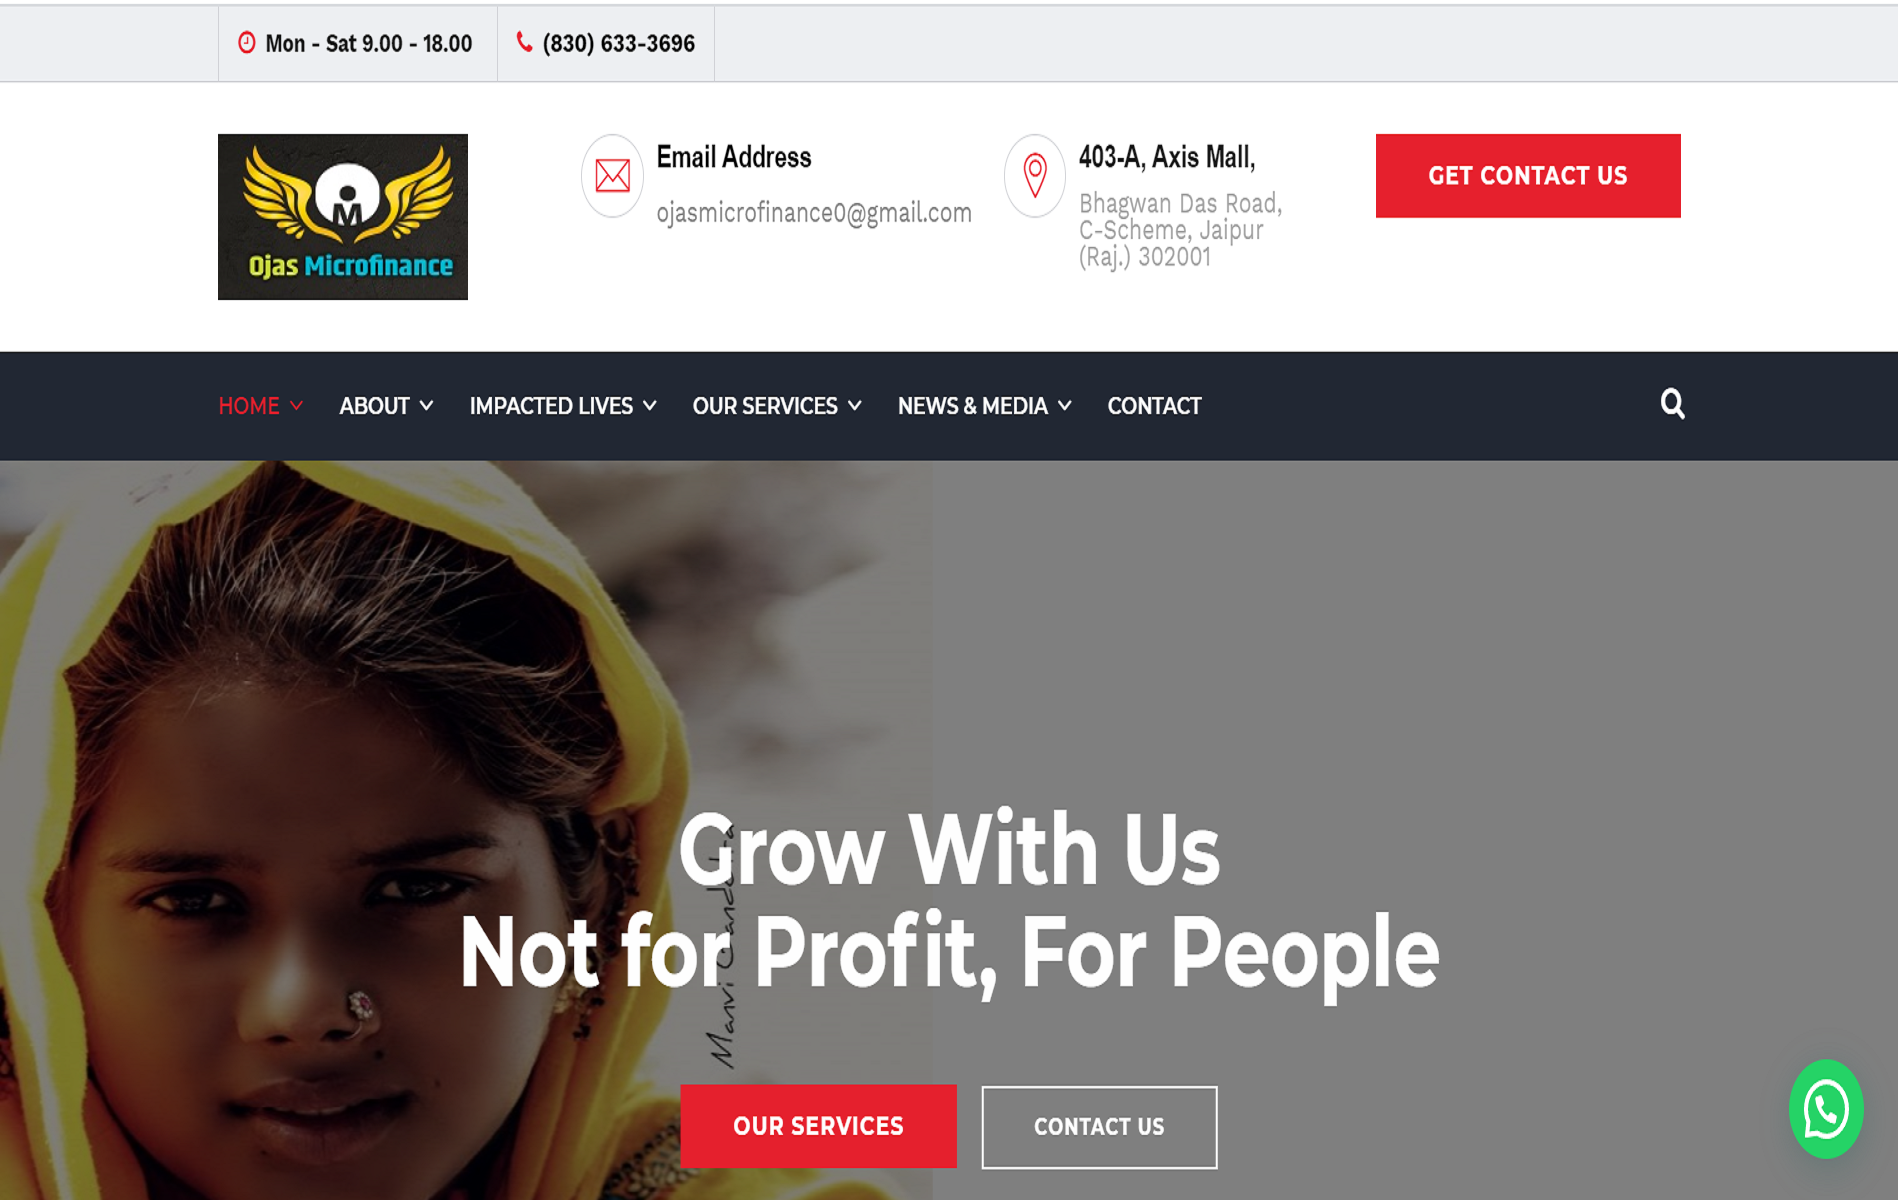 Mon - Sat 9.00 - 18.00
(830) 633-3696
OM
Ojas Microfinance
Email Address
ojasmicrofinance0@gmail.com
403-A, Axis Mall,
Bhagwan Das Road,
C-Scheme, Jaipur
(Raj.) 302001
GET CONTACT US
HOME
ABOUT
IMPACTED LIVES
OUR SERVICES
NEWS & MEDIA
CONTACT
Grow With Us
Not for Profit, For People
Manvi
OUR SERVICES
CONTACT US